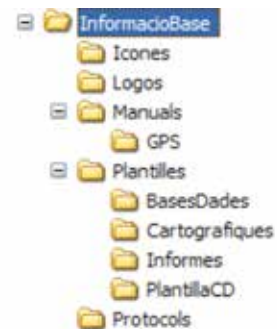 InformacioBase
Icones
Logos
Manuals
GPS
Plantilles
BasesDades
Cartografiques
Informes
PlantillaCD
Protocols